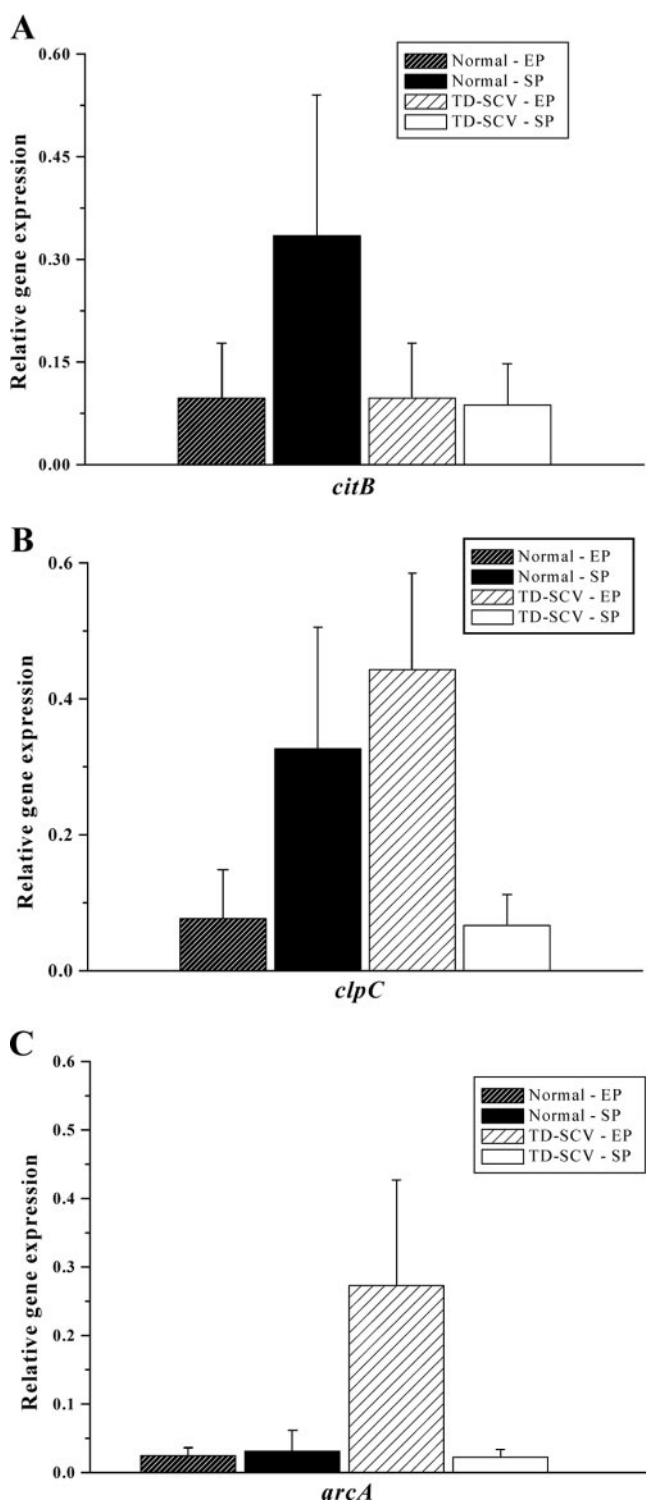 A
Relative gene expression
0.60
0.45
0.30
0.15
0.00
Normal - EP
Normal - SP
TD-SCV - EP
TD-SCV - SP
citB
B
Relative gene expression
0.6
0.4
0.2
0.0
Normal - EP
Normal - SP
TD-SCV - EP
TD-SCV - SP
clpC
C
Relative gene expression
0.6
0.5
0.4
0.3
0.2
0.1
0.0
Normal - EP
Normal - SP
TD-SCV - EP
TD-SCV - SP
arcA